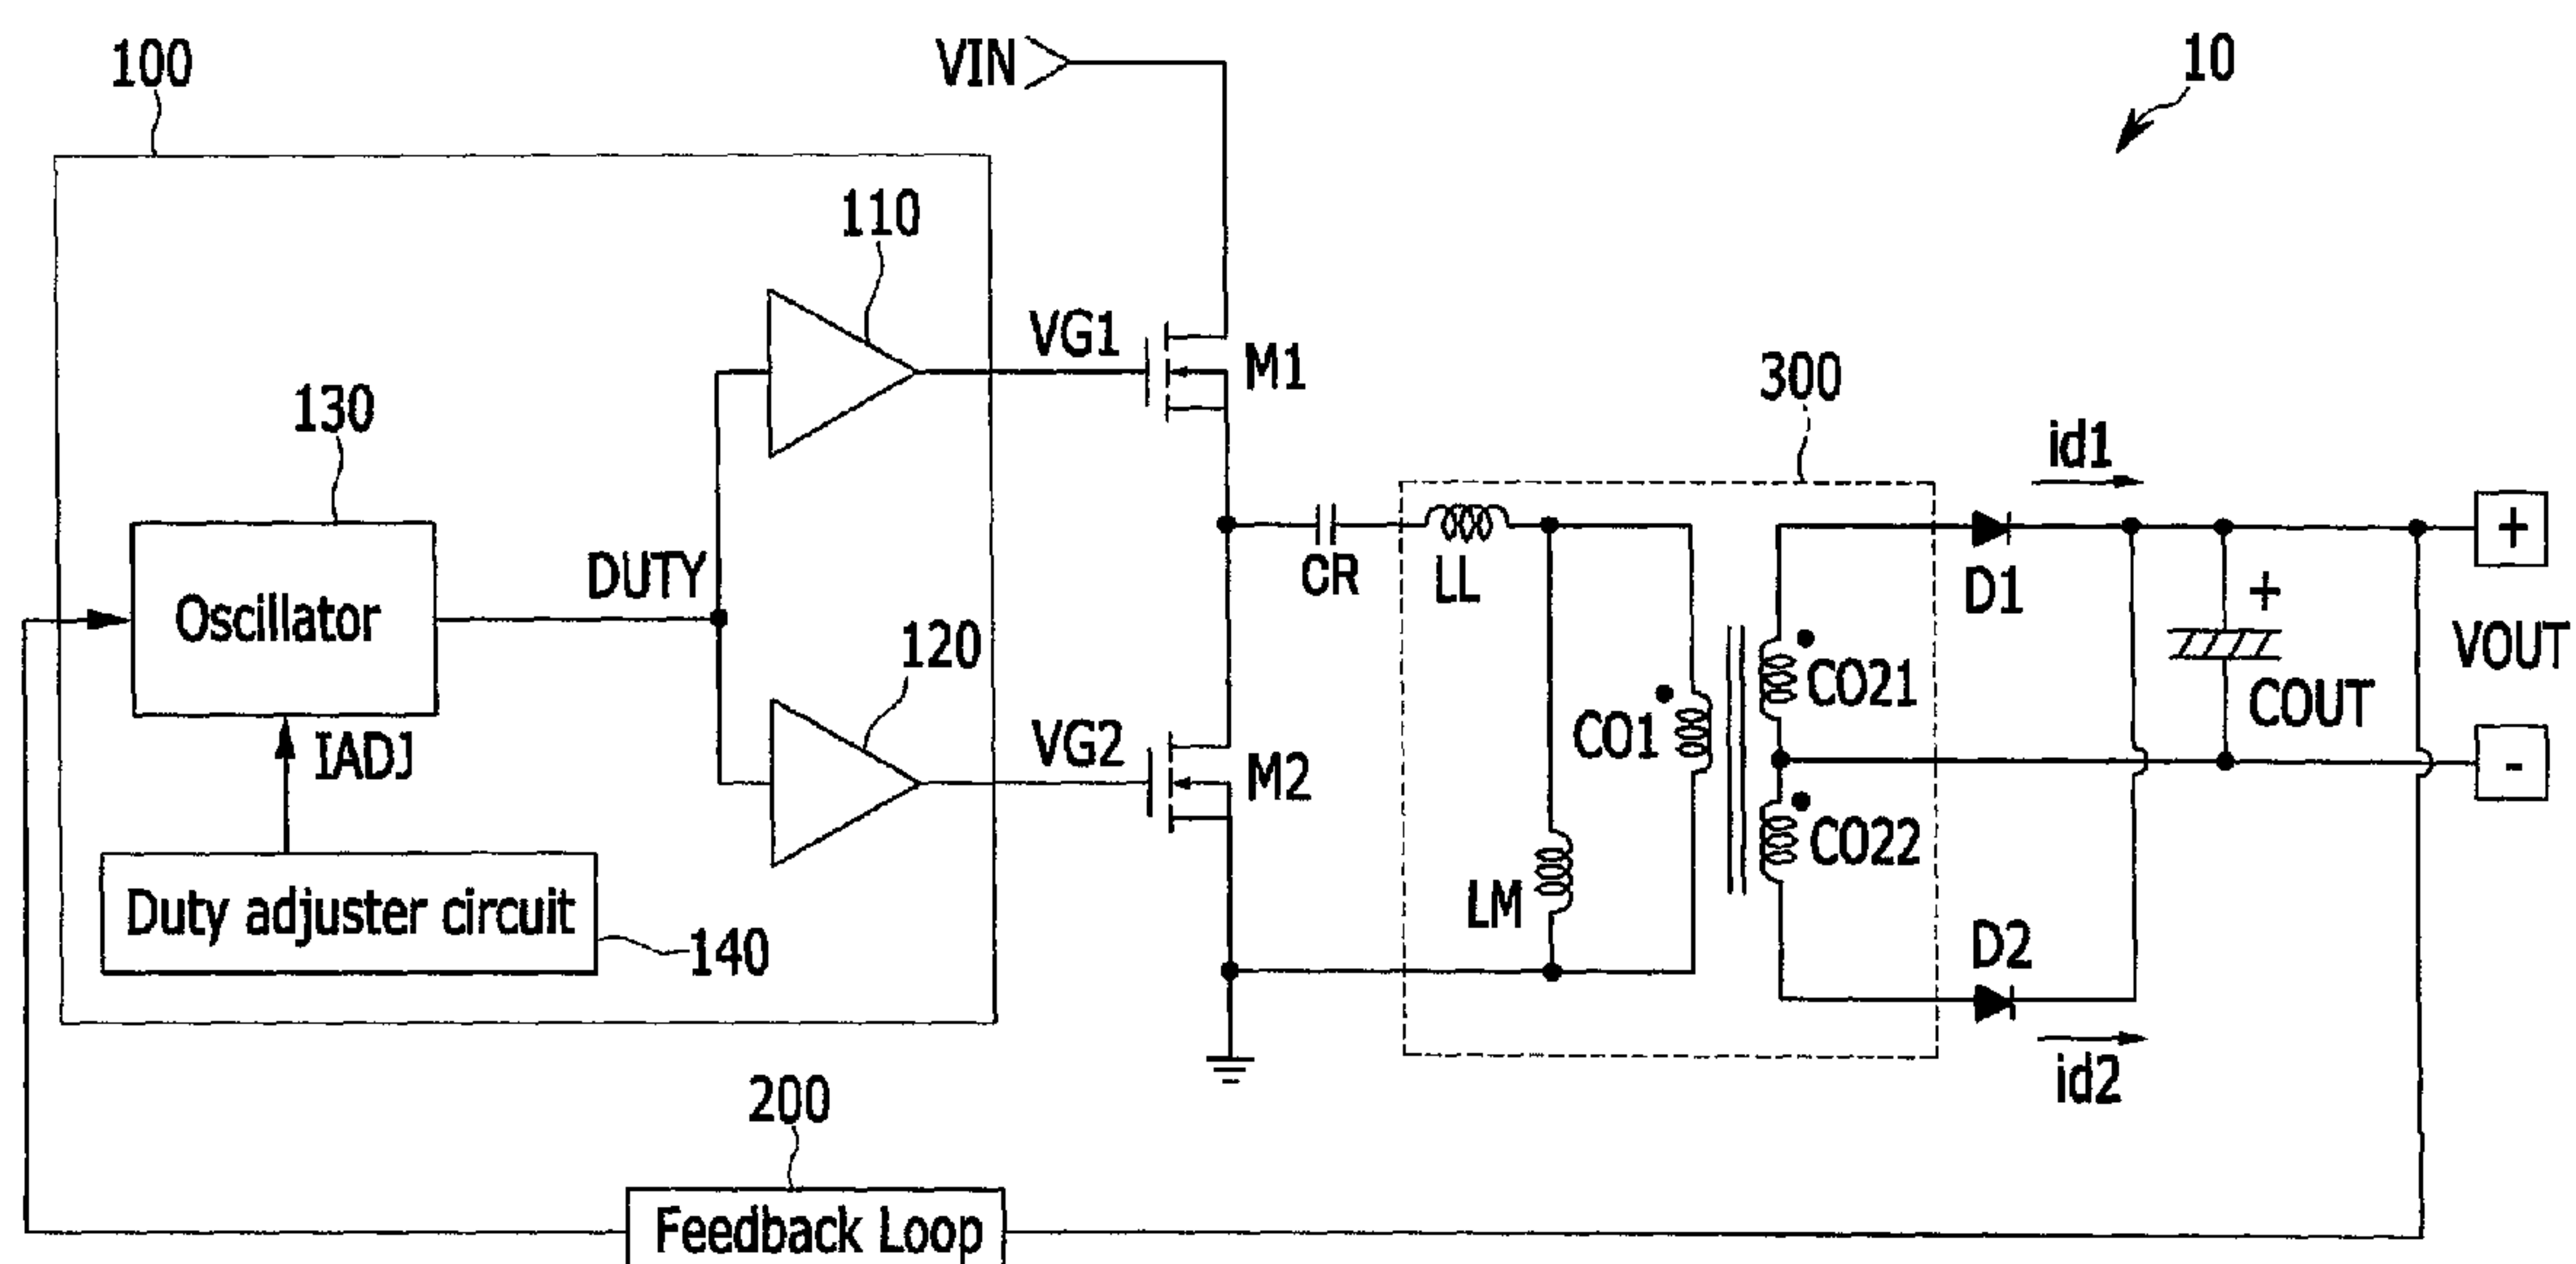 100
VIN
10
110
VG1
M1
130
300
id1
Oscillator
DUTY
CR
LL
D1
+
+
VOUT
120
CO21
COUT
CO1
IADJ
VG2
M2
-
CO22
LM
Duty adjuster circuit
140
D2
id2
200
Feedback Loop